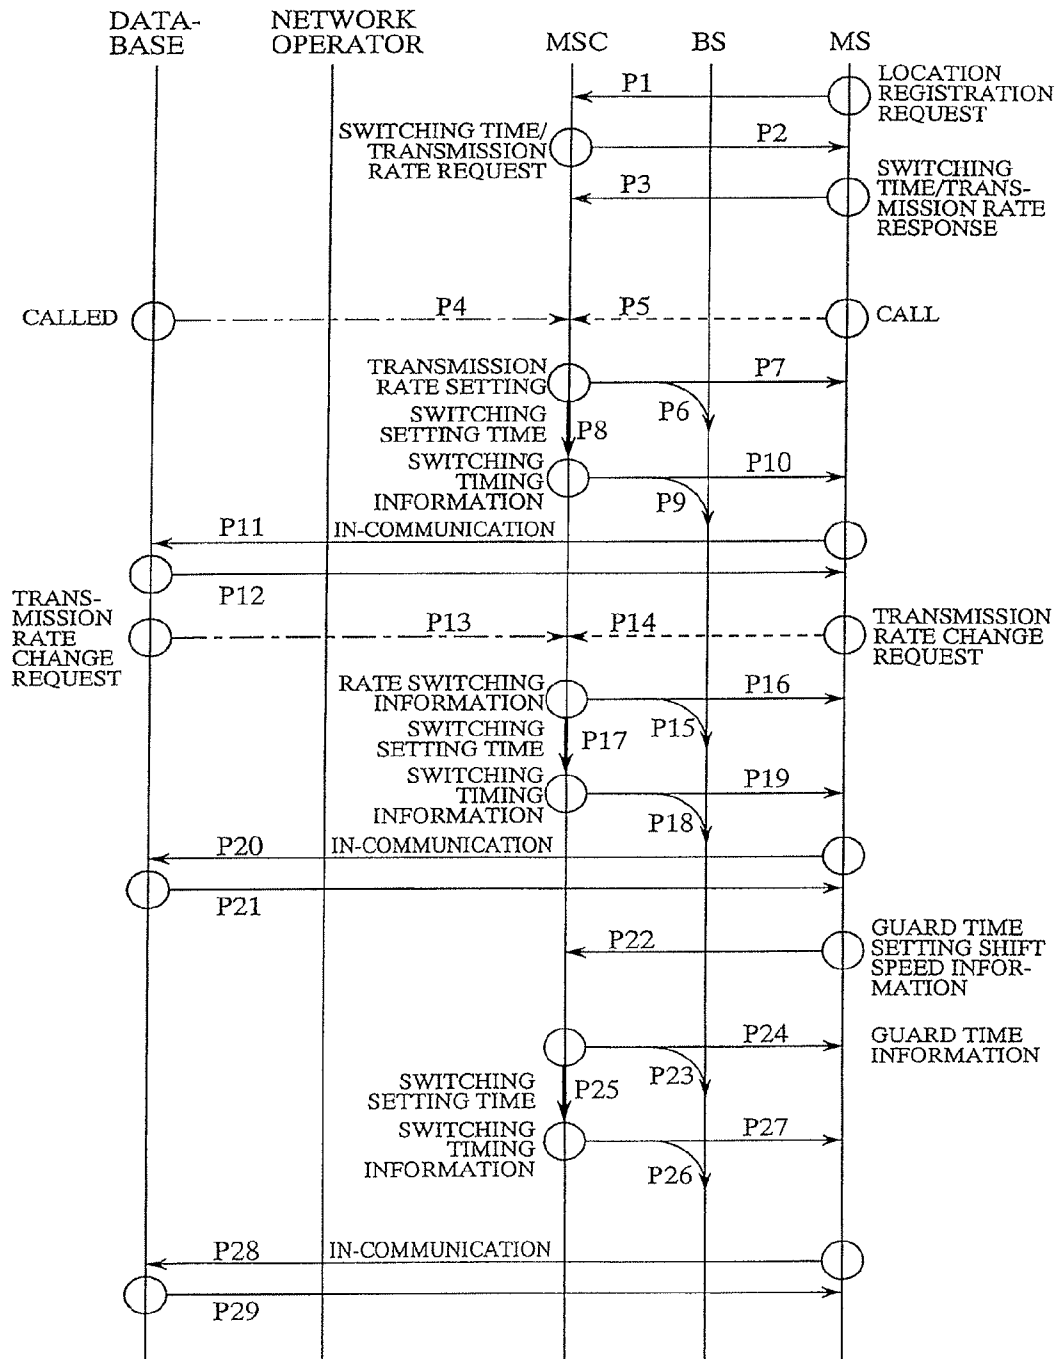 DATA-
BASE
NETWORK
OPERATOR
MSC
BS
MS
P1
LOCATION
REGISTRATION
REQUEST
SWITCHING TIME/
TRANSMISSION
RATE REQUEST
P2
P3
SWITCHING
TIME/TRANS-
MISSION RATE
RESPONSE
CALLED
P4
P5
CALL
TRANSMISSION
RATE SETTING
P7
P6
SWITCHING
SETTING TIME
P8
SWITCHING
TIMING
INFORMATION
P10
P9
P11
IN-COMMUNICATION
P12
TRANS-
MISSION
RATE
CHANGE
REQUEST
P13
P14
TRANSMISSION
RATE CHANGE
REQUEST
RATE SWITCHING
INFORMATION
P16
P15
SWITCHING
SETTING TIME
P17
SWITCHING
TIMING
INFORMATION
P19
P18
P20
IN-COMMUNICATION
P21
P22
GUARD TIME
SETTING SHIFT
SPEED INFOR-
MATION
P24
GUARD TIME
INFORMATION
P23
SWITCHING
SETTING TIME
P25
SWITCHING
TIMING
INFORMATION
P27
P26
P28
IN-COMMUNICATION
P29